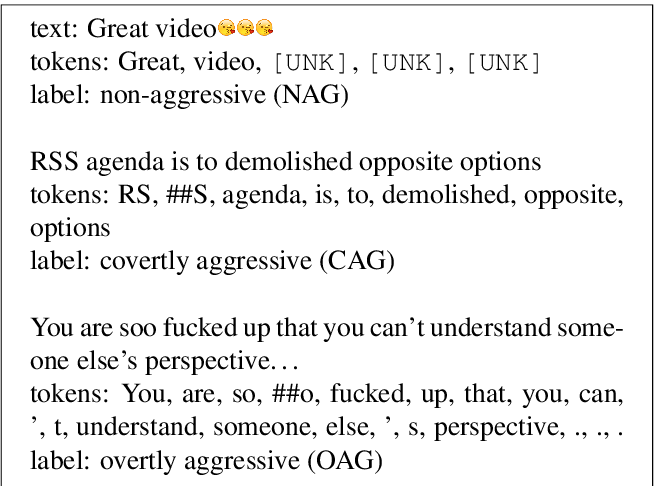 text: Great video😘😘😘
tokens: Great, video, [UNK], [UNK], [UNK]
label: non-aggressive (NAG)
RSS agenda is to demolished opposite options
tokens: RS, ##S, agenda, is, to, demolished, opposite,
options
label: covertly aggressive (CAG)
You are soo fucked up that you can’t understand some-
one else’s perspective. . .
tokens: You, are, so, ##o, fucked, up, that, you, can,
’, t, understand, someone, else, ’, s, perspective, ., ., .
label: overtly aggressive (OAG)